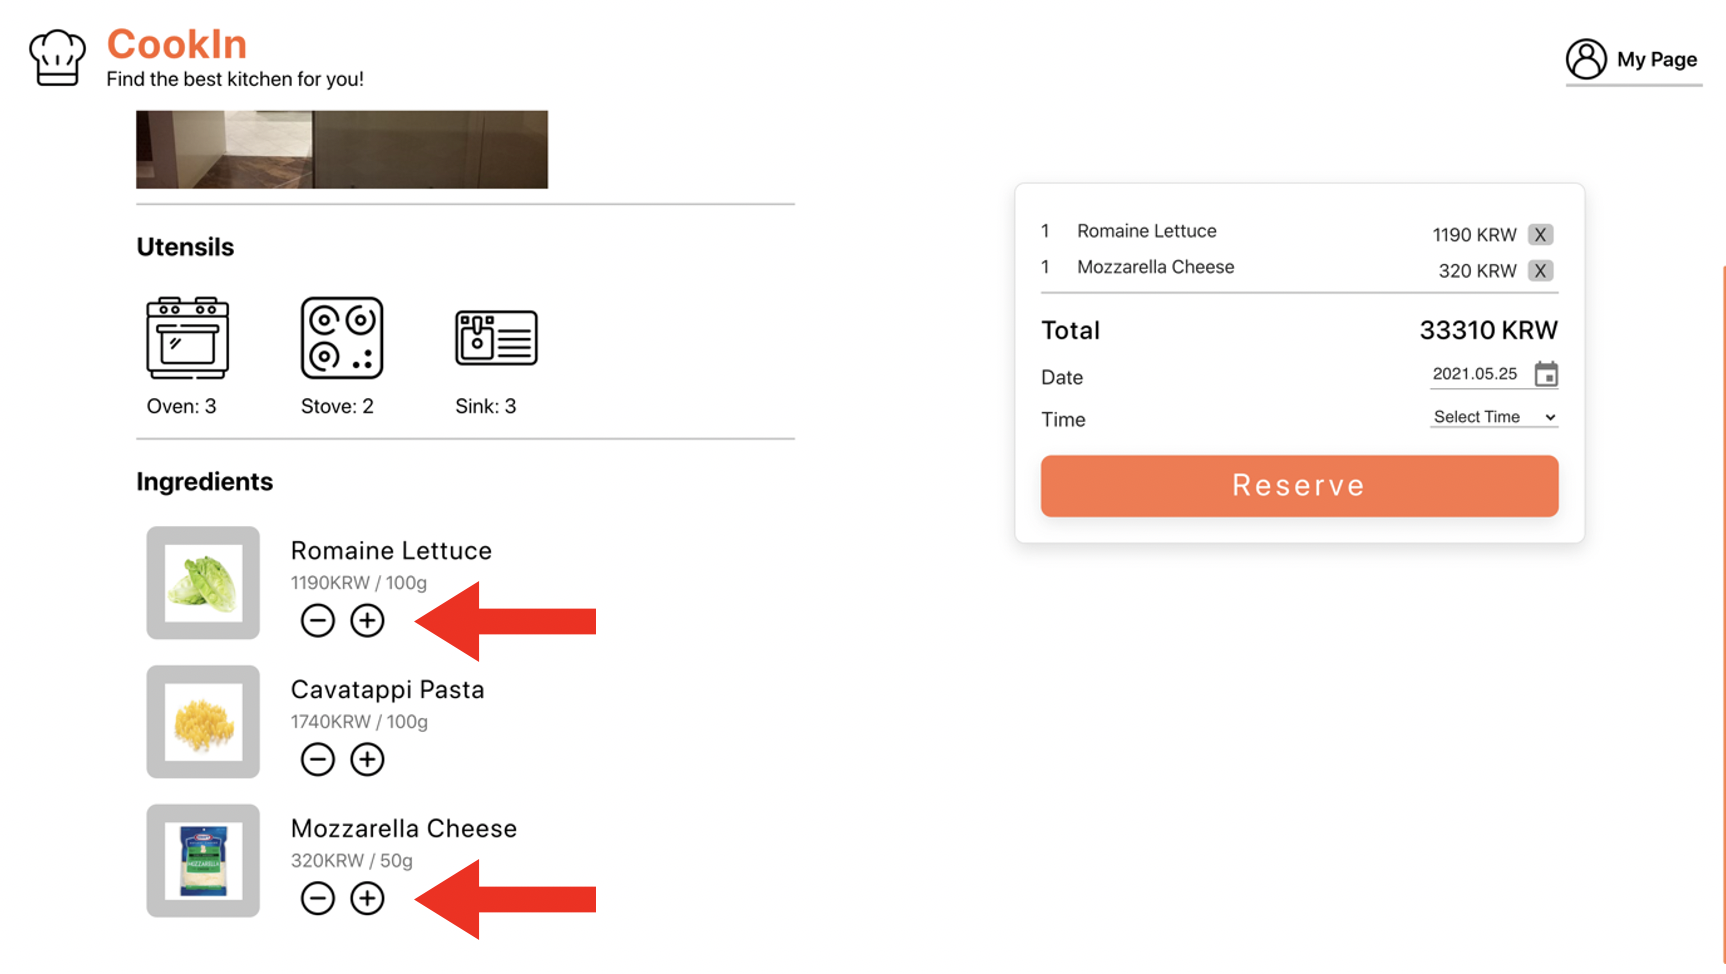 CookIn
Find the best kitchen for you!
My Page
Utensils
Oven: 3
Stove: 2
Sink: 3
Ingredients
Romaine Lettuce
1190KRW / 100g
Cavatappi Pasta
1740KRW / 100g
Mozzarella Cheese
320KRW / 50g
MOZZARELLA
1 Romaine Lettuce 1190 KRW X
1 Mozzarella Cheese 320 KRW X
Total 33310 KRW
Date 2021.05.25
Time Select Time
Reserve